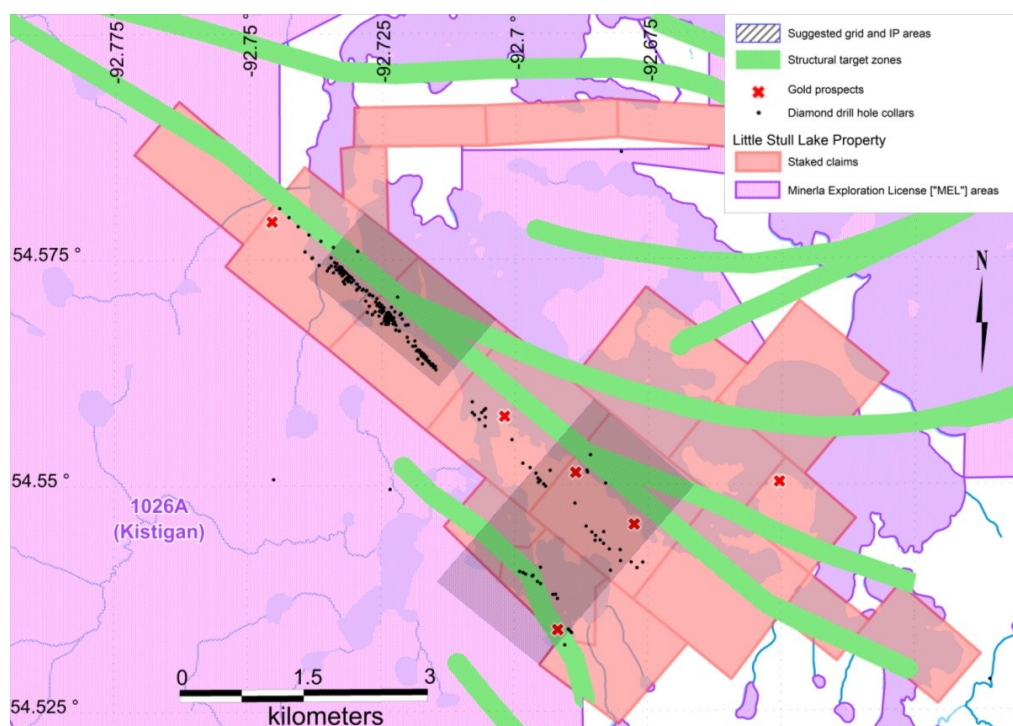 -92.775
-92.75
-92.725 °
-92.7 °
-92.675 °
Suggested grid and IP areas
Structural target zones
Gold prospects
Diamond drill hole collars
Little Stull Lake Property
Staked claims
Minerla Exploration License ["MEL"] areas
54.575 °
N
54.55 °
1026A
(Kistigan)
0 1.5 3
kilometers
54.525 °